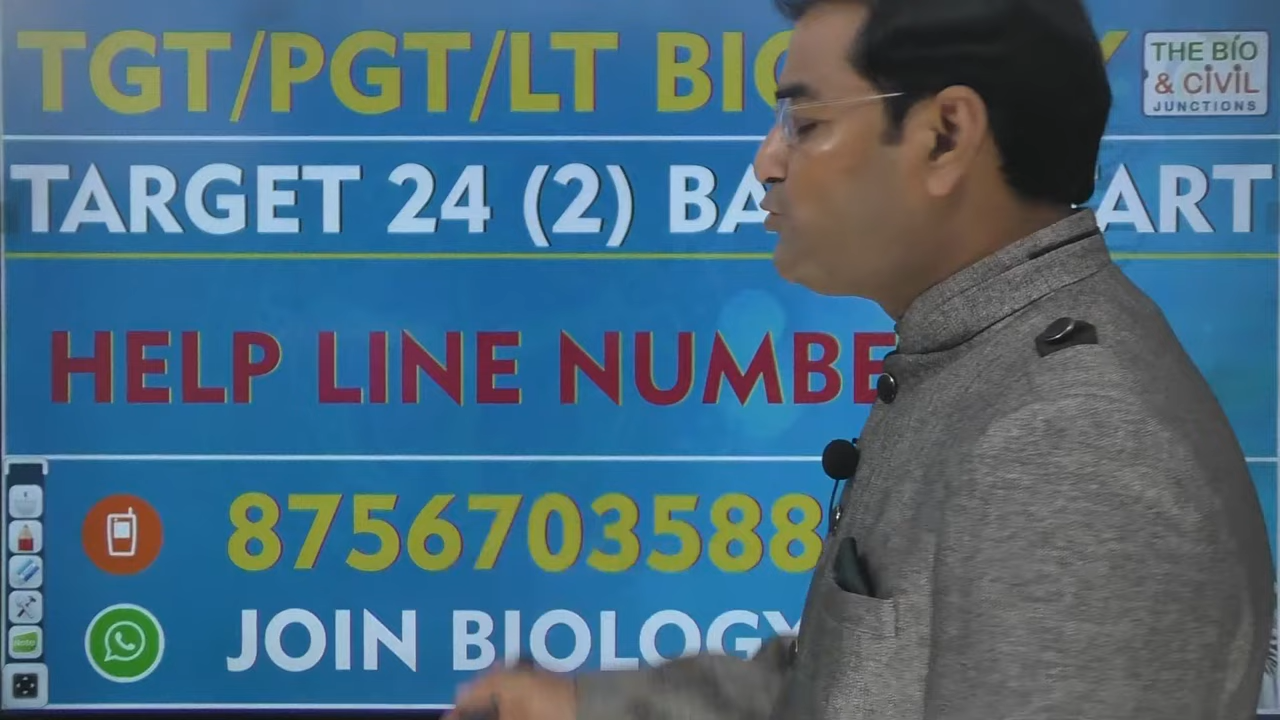 TGT/PGT/LT BIO
THE BIO
& CIVIL
JUNCTIONS
TARGET 24 (2) BA ART
HELP LINE NUMBE
8756703588
JOIN BIOLOGY